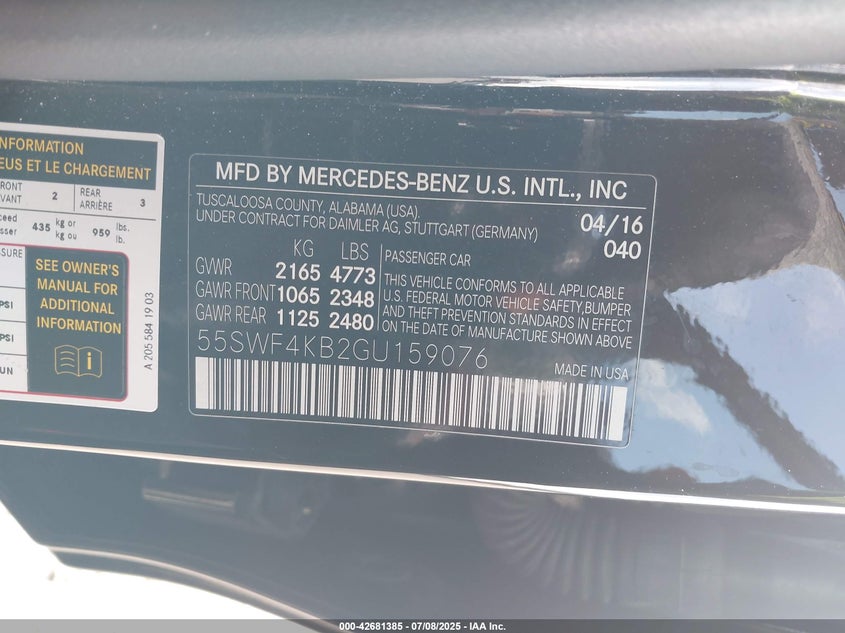 INFORMATION
EUS ET LE CHARGEMENT
FRONT
VANT
2
REAR
ARRIÈRE
3
435 kg or
ou
959 lbs.
lb.
SEE OWNER'S
MANUAL FOR
ADDITIONAL
INFORMATION
PSI
PSI
UN
A 205 584 19 03
MFD BY MERCEDES-BENZ U.S. INTL., INC
TUSCALOOSA COUNTY, ALABAMA (USA).
UNDER CONTRACT FOR DAIMLER AG, STUTTGART (GERMANY)
04/16
040
KG LBS
GVWR 2165 4773
GAWR FRONT 1065 2348
GAWR REAR 1125 2480
PASSENGER CAR
THIS VEHICLE CONFORMS TO ALL APPLICABLE
U.S. FEDERAL MOTOR VEHICLE SAFETY,BUMPER
AND THEFT PREVENTION STANDARDS IN EFFECT
ON THE DATE OF MANUFACTURE SHOWN ABOVE
55SWF4KB2GU159076
MADE IN USA
000-42681385 - 07/08/2025 - IAA Inc.